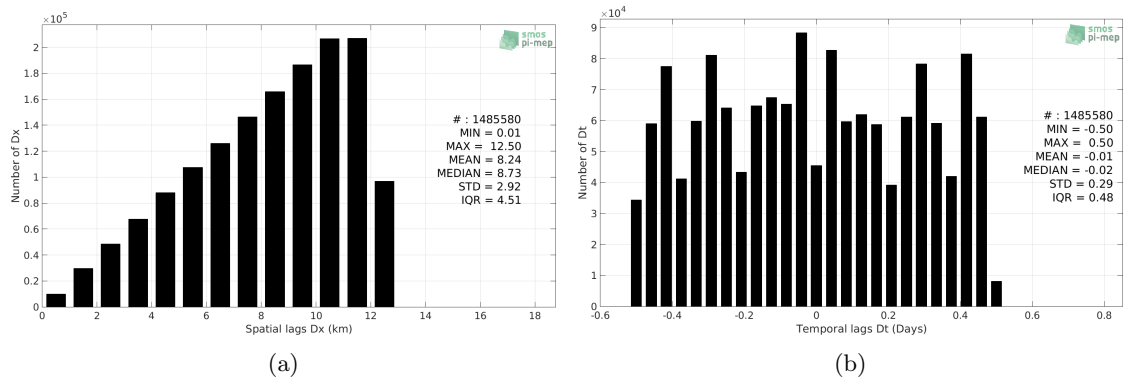 ×10⁵
2
1.8
1.6
1.4
1.2
1
0.8
0.6
0.4
0.2
0
Number of Dx
0 2 4 6 8 10 12 14 16 18
Spatial lags Dx (km)
smos
pi-mep
# : 1485580
MIN = 0.01
MAX = 12.50
MEAN = 8.24
MEDIAN = 8.73
STD = 2.92
IQR = 4.51
(a)
×10⁴
9
8
7
6
5
4
3
2
1
0
Number of Dt
-0.6 -0.4 -0.2 0 0.2 0.4 0.6 0.8
Temporal lags Dt (Days)
smos
pi-mep
# : 1485580
MIN = -0.50
MAX = 0.50
MEAN = -0.01
MEDIAN = -0.02
STD = 0.29
IQR = 0.48
(b)